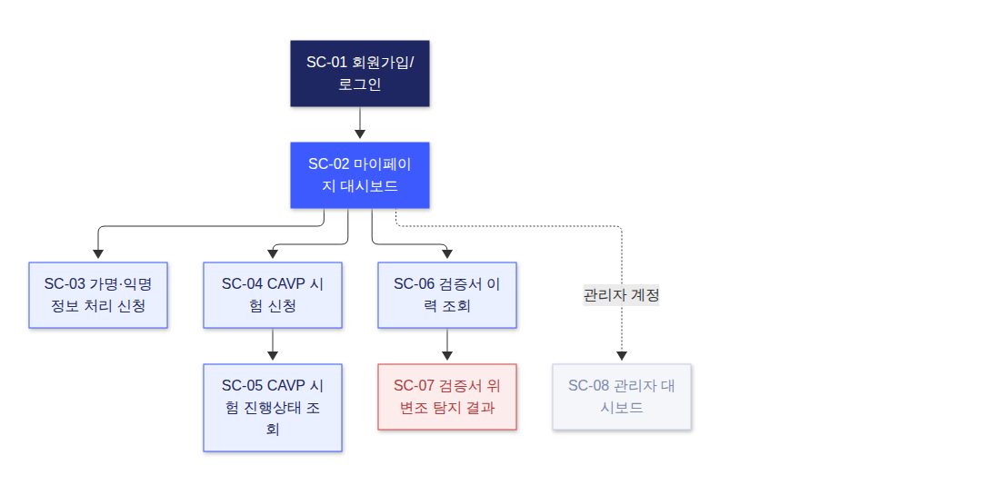 SC-01 회원가입/
로그인
SC-02 마이페이
지 대시보드
SC-03 가명·익명
정보 처리 신청
SC-04 CAVP 시
험 신청
SC-06 검증서 이
력 조회
관리자 계정
SC-05 CAVP 시
험 진행상태 조
회
SC-07 검증서 위
변조 탐지 결과
SC-08 관리자 대
시보드